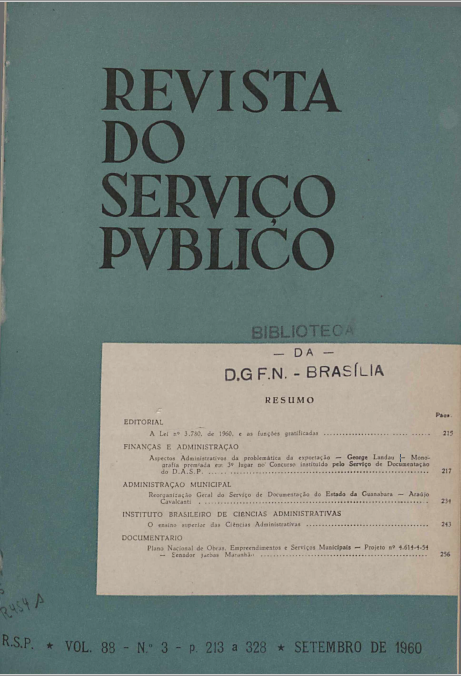 REVISTA
DO
SERVIÇO
PVBLICO
BIBLIOTECA
— DA —
D.G F.N. - BRASÍLIA
RESUMO
Págs.
EDITORIAL
A Lei nº 3.780, de 1960, e as funções gratificadas ........ 215
FINANÇAS E ADMINISTRAÇÃO
Aspectos Administrativos da problemática da exportação — George Landau — Mono-
grafia premiada em 3º lugar no Concurso instituído pelo Serviço de Documentação
do D.A.S.P. ........ 217
ADMINISTRAÇÃO MUNICIPAL
Reorganização Geral do Serviço de Documentação do Estado da Guanabara — Araújo
Cavalcanti ........ 234
INSTITUTO BRASILEIRO DE CIÊNCIAS ADMINISTRATIVAS
O ensino superior das Ciências Administrativas ........ 243
DOCUMENTÁRIO
Plano Nacional de Obras, Empreendimentos e Serviços Municipais — Projeto nº 4.614-4-54
— Senador Jarbas Maranhão ........ 256
R.S.P. ★ VOL. 88 - N.º 3 - p. 213 a 328 ★ SETEMBRO DE 1960